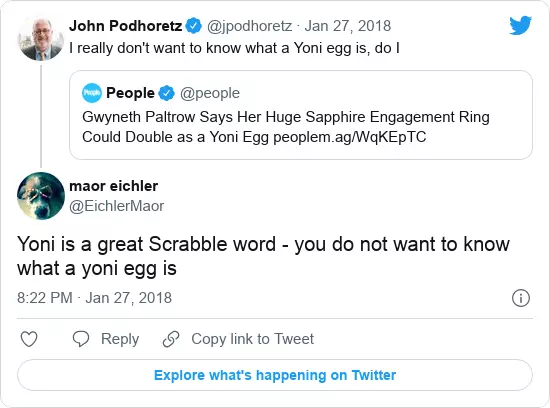 John Podhoretz @jpodhoretz · Jan 27, 2018
I really don't want to know what a Yoni egg is, do I
People People @people
Gwyneth Paltrow Says Her Huge Sapphire Engagement Ring
Could Double as a Yoni Egg peoplem.ag/WqKEpTC
maor eichler
@EichlerMaor
Yoni is a great Scrabble word - you do not want to know
what a yoni egg is
8:22 PM · Jan 27, 2018
Reply Copy link to Tweet
Explore what's happening on Twitter